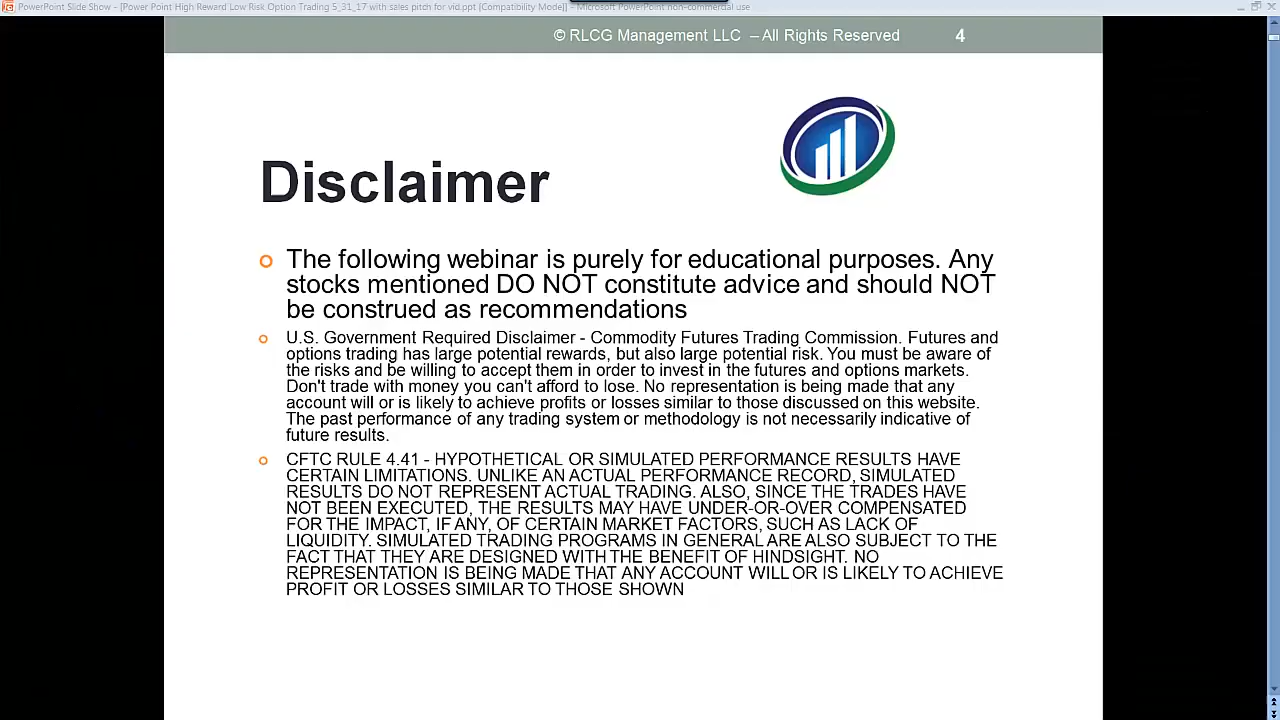 PowerPoint Slide Show - [Power Point High Reward Low Risk Option Trading 5_31_17 with sales pitch for vid.ppt [Compatibility Mode]] - Microsoft PowerPoint non-commercial use
© RLCG Management LLC – All Rights Reserved 4
Disclaimer
The following webinar is purely for educational purposes. Any
stocks mentioned DO NOT constitute advice and should NOT
be construed as recommendations
U.S. Government Required Disclaimer - Commodity Futures Trading Commission. Futures and
options trading has large potential rewards, but also large potential risk. You must be aware of
the risks and be willing to accept them in order to invest in the futures and options markets.
Don't trade with money you can't afford to lose. No representation is being made that any
account will or is likely to achieve profits or losses similar to those discussed on this website.
The past performance of any trading system or methodology is not necessarily indicative of
future results.
CFTC RULE 4.41 - HYPOTHETICAL OR SIMULATED PERFORMANCE RESULTS HAVE
CERTAIN LIMITATIONS. UNLIKE AN ACTUAL PERFORMANCE RECORD, SIMULATED
RESULTS DO NOT REPRESENT ACTUAL TRADING. ALSO, SINCE THE TRADES HAVE
NOT BEEN EXECUTED, THE RESULTS MAY HAVE UNDER-OR-OVER COMPENSATED
FOR THE IMPACT, IF ANY, OF CERTAIN MARKET FACTORS, SUCH AS LACK OF
LIQUIDITY. SIMULATED TRADING PROGRAMS IN GENERAL ARE ALSO SUBJECT TO THE
FACT THAT THEY ARE DESIGNED WITH THE BENEFIT OF HINDSIGHT. NO
REPRESENTATION IS BEING MADE THAT ANY ACCOUNT WILL OR IS LIKELY TO ACHIEVE
PROFIT OR LOSSES SIMILAR TO THOSE SHOWN